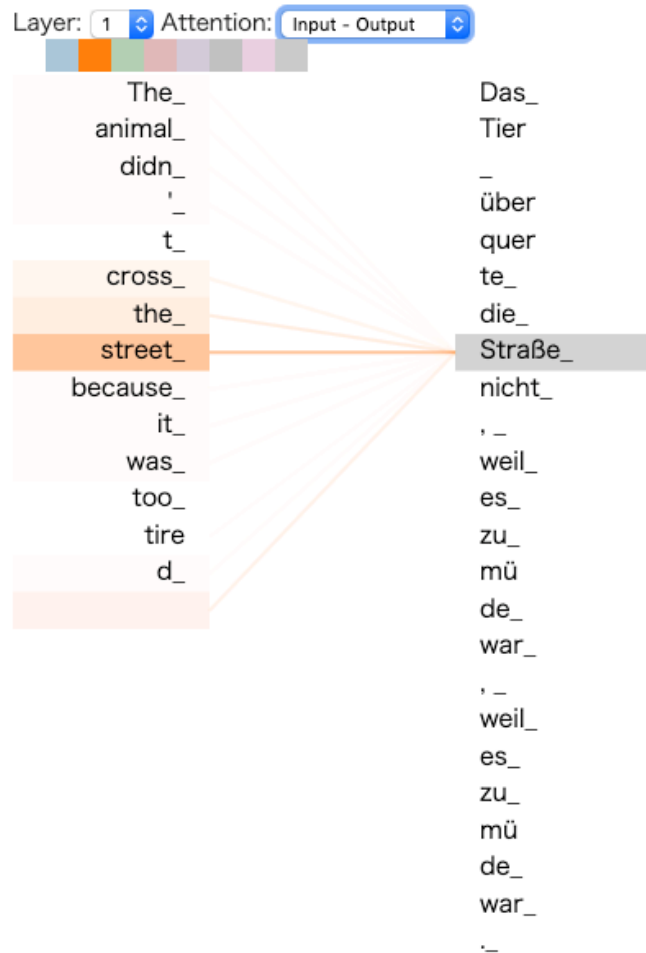 Layer: 1 Attention: Input - Output
The_ Das_
animal_ Tier
didn_ _
'_ über
t_ quer
cross_ te_
the_ die_
street_ Straße_
because_ nicht_
it_ , _
was_ weil_
too_ es_
tire zu_
d_ mü
de_
war_
, _
weil_
es_
zu_
mü
de_
war_
._